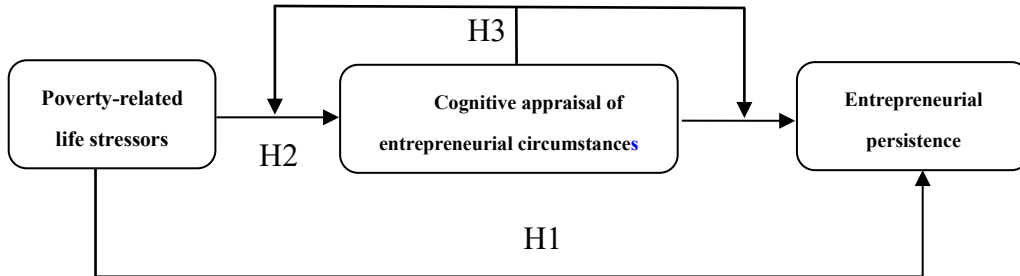 H3
Poverty-related
life stressors
Cognitive appraisal of
entrepreneurial circumstances
Entrepreneurial
persistence
H2
H1